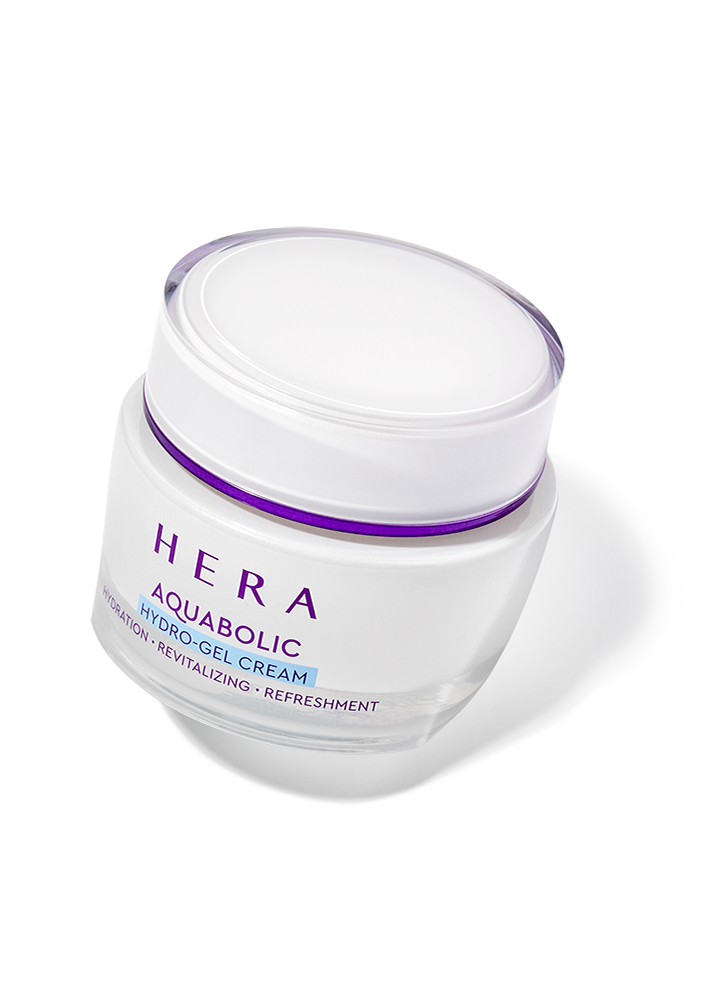 HERA
AQUABOLIC
HYDRO-GEL CREAM
HYDRATION • REVITALIZING • REFRESHMENT